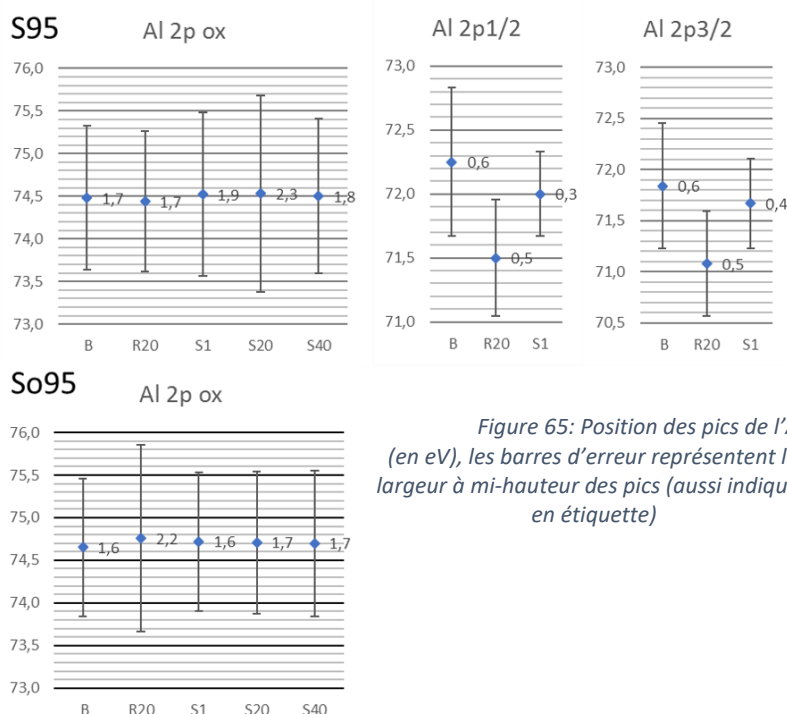 S95
Al 2p ox
76,0
75,5
75,0
74,5
74,0
73,5
73,0
1,7
1,7
1,9
2,3
1,8
B R20 S1 S20 S40
Al 2p1/2
73,0
72,5
72,0
71,5
71,0
0,6
0,5
0,3
B R20 S1
Al 2p3/2
73,0
72,5
72,0
71,5
71,0
70,5
0,6
0,5
0,4
B R20 S1
So95
Al 2p ox
76,0
75,5
75,0
74,5
74,0
73,5
73,0
1,6
2,2
1,6
1,7
1,7
B R20 S1 S20 S40
Figure 65: Position des pics de l'A
(en eV), les barres d'erreur représentent l
largeur à mi-hauteur des pics (aussi indiqu
en étiquette)